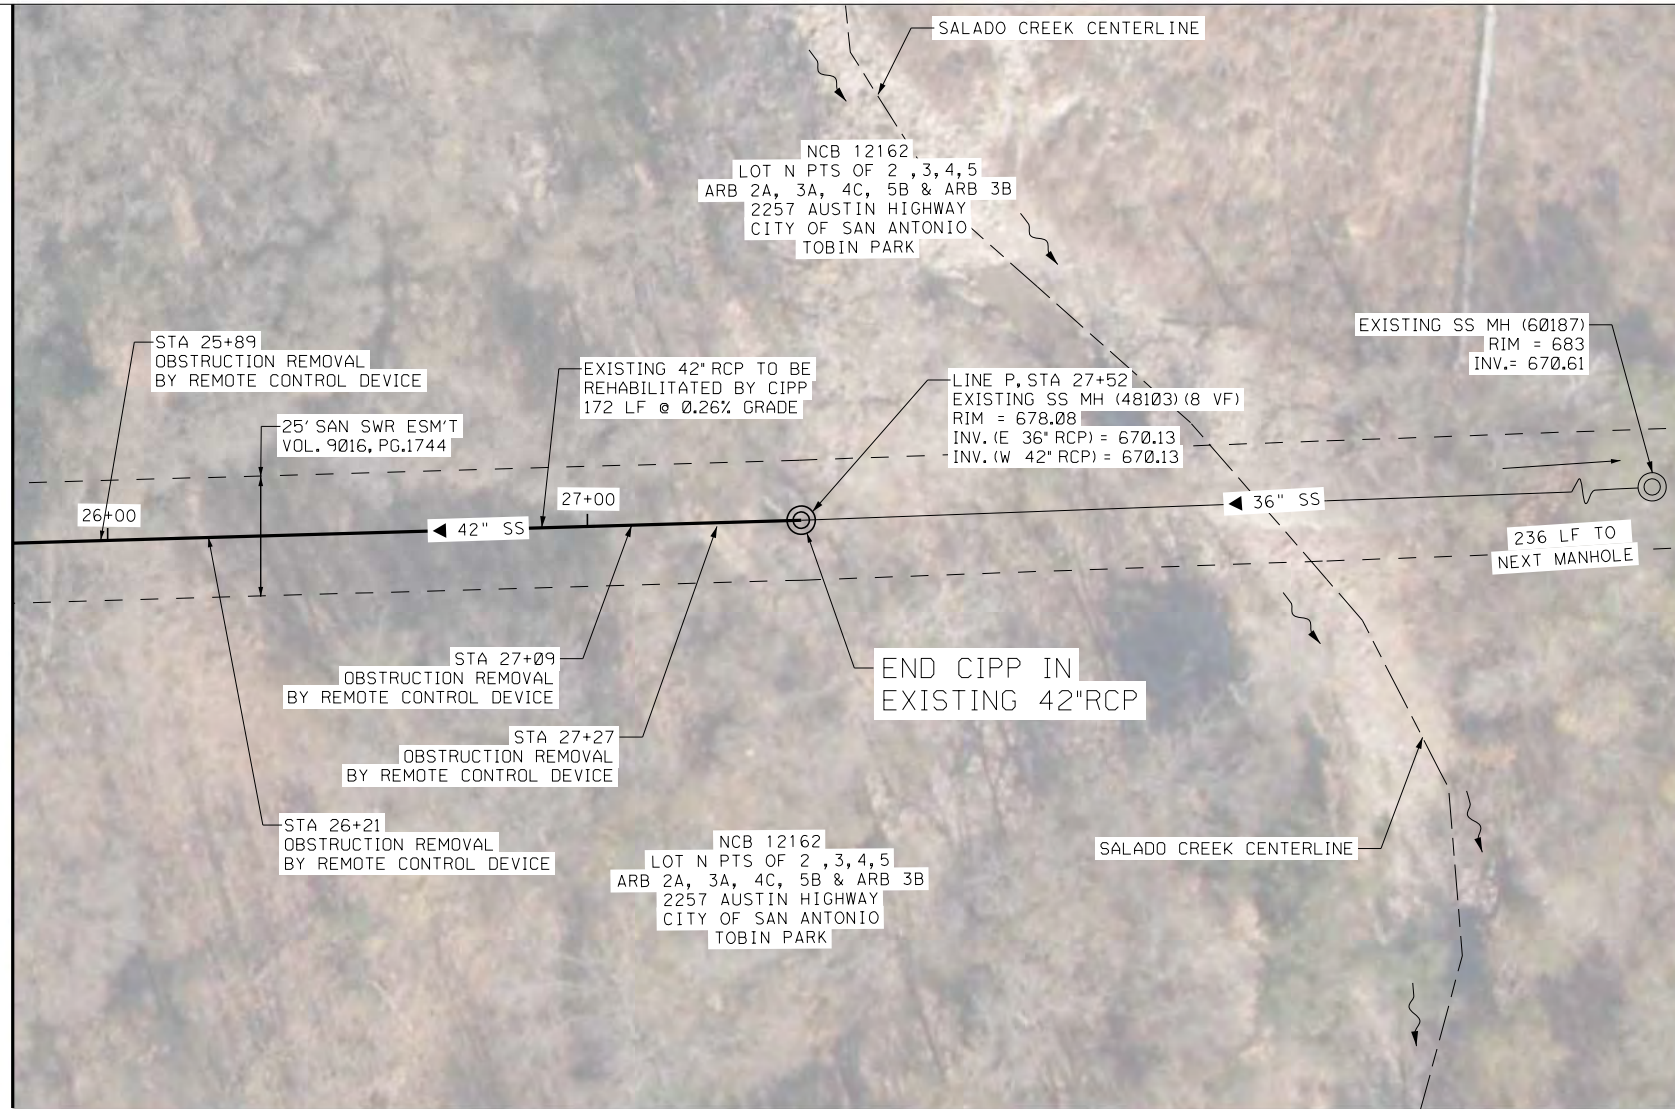 SALADO CREEK CENTERLINE
NCB 12162
LOT N PTS OF 2 ,3,4,5
ARB 2A, 3A, 4C, 5B & ARB 3B
2257 AUSTIN HIGHWAY
CITY OF SAN ANTONIO
TOBIN PARK
EXISTING SS MH (60187)
RIM = 683
INV.= 670.61
STA 25+89
OBSTRUCTION REMOVAL
BY REMOTE CONTROL DEVICE
EXISTING 42" RCP TO BE
REHABILITATED BY CIPP
172 LF @ 0.26% GRADE
LINE P, STA 27+52
EXISTING SS MH (48103) (8 VF)
RIM = 678.08
INV. (E 36" RCP) = 670.13
INV. (W 42" RCP) = 670.13
25' SAN SWR ESM'T
VOL. 9016, PG.1744
26+00
27+00
42" SS
36" SS
236 LF TO
NEXT MANHOLE
STA 27+09
OBSTRUCTION REMOVAL
BY REMOTE CONTROL DEVICE
END CIPP IN
EXISTING 42"RCP
STA 27+27
OBSTRUCTION REMOVAL
BY REMOTE CONTROL DEVICE
STA 26+21
OBSTRUCTION REMOVAL
BY REMOTE CONTROL DEVICE
NCB 12162
LOT N PTS OF 2 ,3,4,5
ARB 2A, 3A, 4C, 5B & ARB 3B
2257 AUSTIN HIGHWAY
CITY OF SAN ANTONIO
TOBIN PARK
SALADO CREEK CENTERLINE